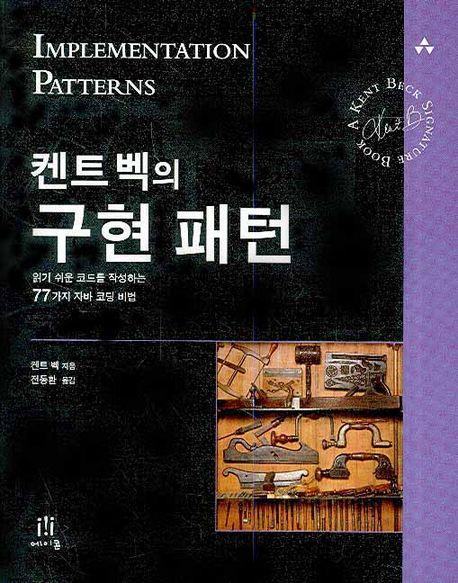 IMPLEMENTATION
PATTERNS
A KENT BECK SIGNATURE BOOK
켄트 벡의
구현 패턴
읽기 쉬운 코드를 작성하는
77가지 자바 코딩 비법
켄트 벡 지음
전동환 옮김
에이콘